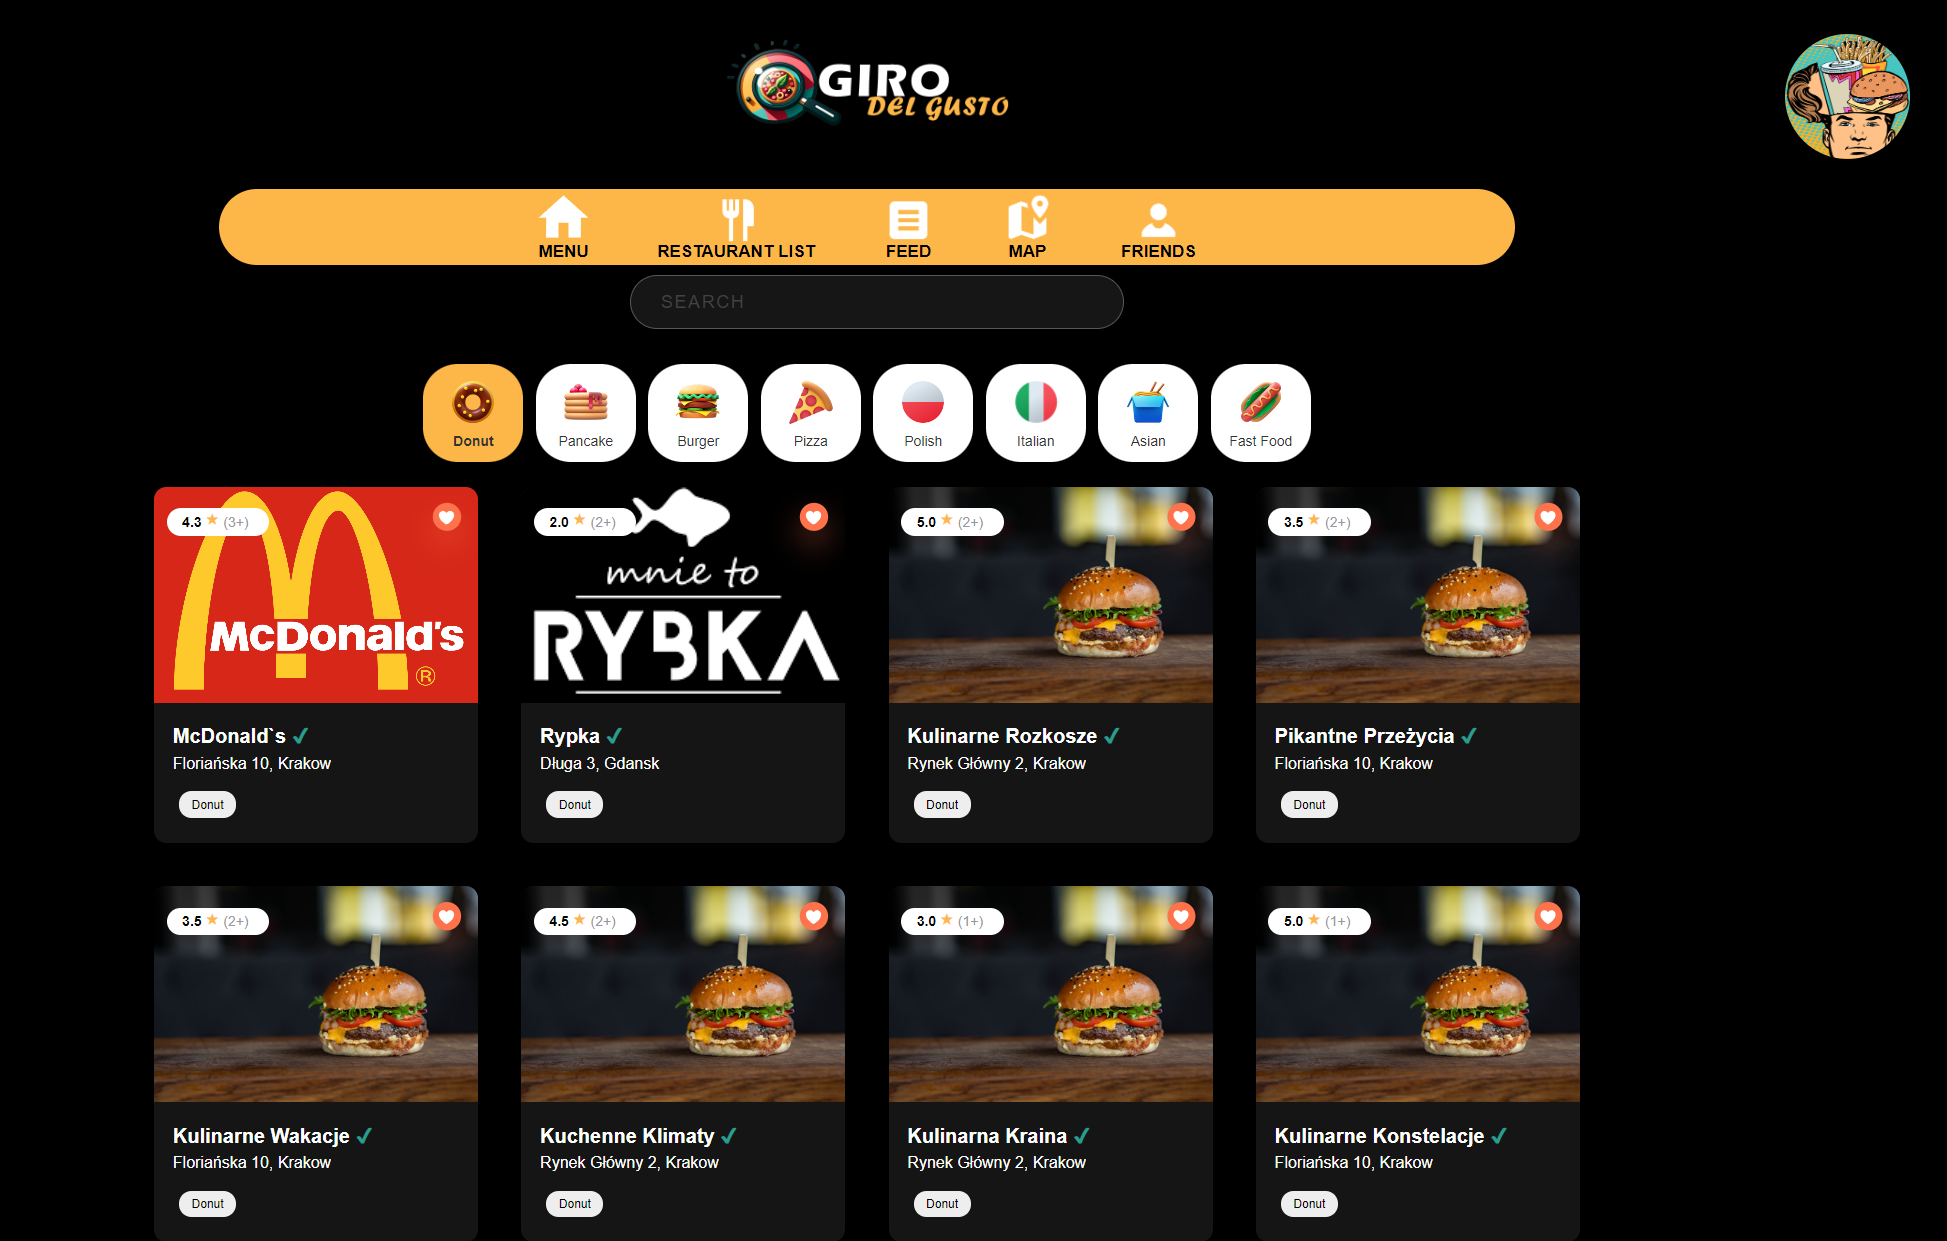 GIRO
DEL GUSTO
MENU
RESTAURANT LIST
FEED
MAP
FRIENDS
SEARCH
Donut
Pancake
Burger
Pizza
Polish
Italian
Asian
Fast Food
4.3 ★ (3+)
McDonald's
®
McDonald`s ✓
Floriańska 10, Krakow
Donut
2.0 ★ (2+)
mnie to
RYBKA
Rypka ✓
Długa 3, Gdansk
Donut
5.0 ★ (2+)
Kulinarne Rozkosze ✓
Rynek Główny 2, Krakow
Donut
3.5 ★ (2+)
Pikantne Przeżycia ✓
Floriańska 10, Krakow
Donut
3.5 ★ (2+)
Kulinarne Wakacje ✓
Floriańska 10, Krakow
Donut
4.5 ★ (2+)
Kuchenne Klimaty ✓
Rynek Główny 2, Krakow
Donut
3.0 ★ (1+)
Kulinarna Kraina ✓
Rynek Główny 2, Krakow
Donut
5.0 ★ (1+)
Kulinarne Konstelacje ✓
Floriańska 10, Krakow
Donut